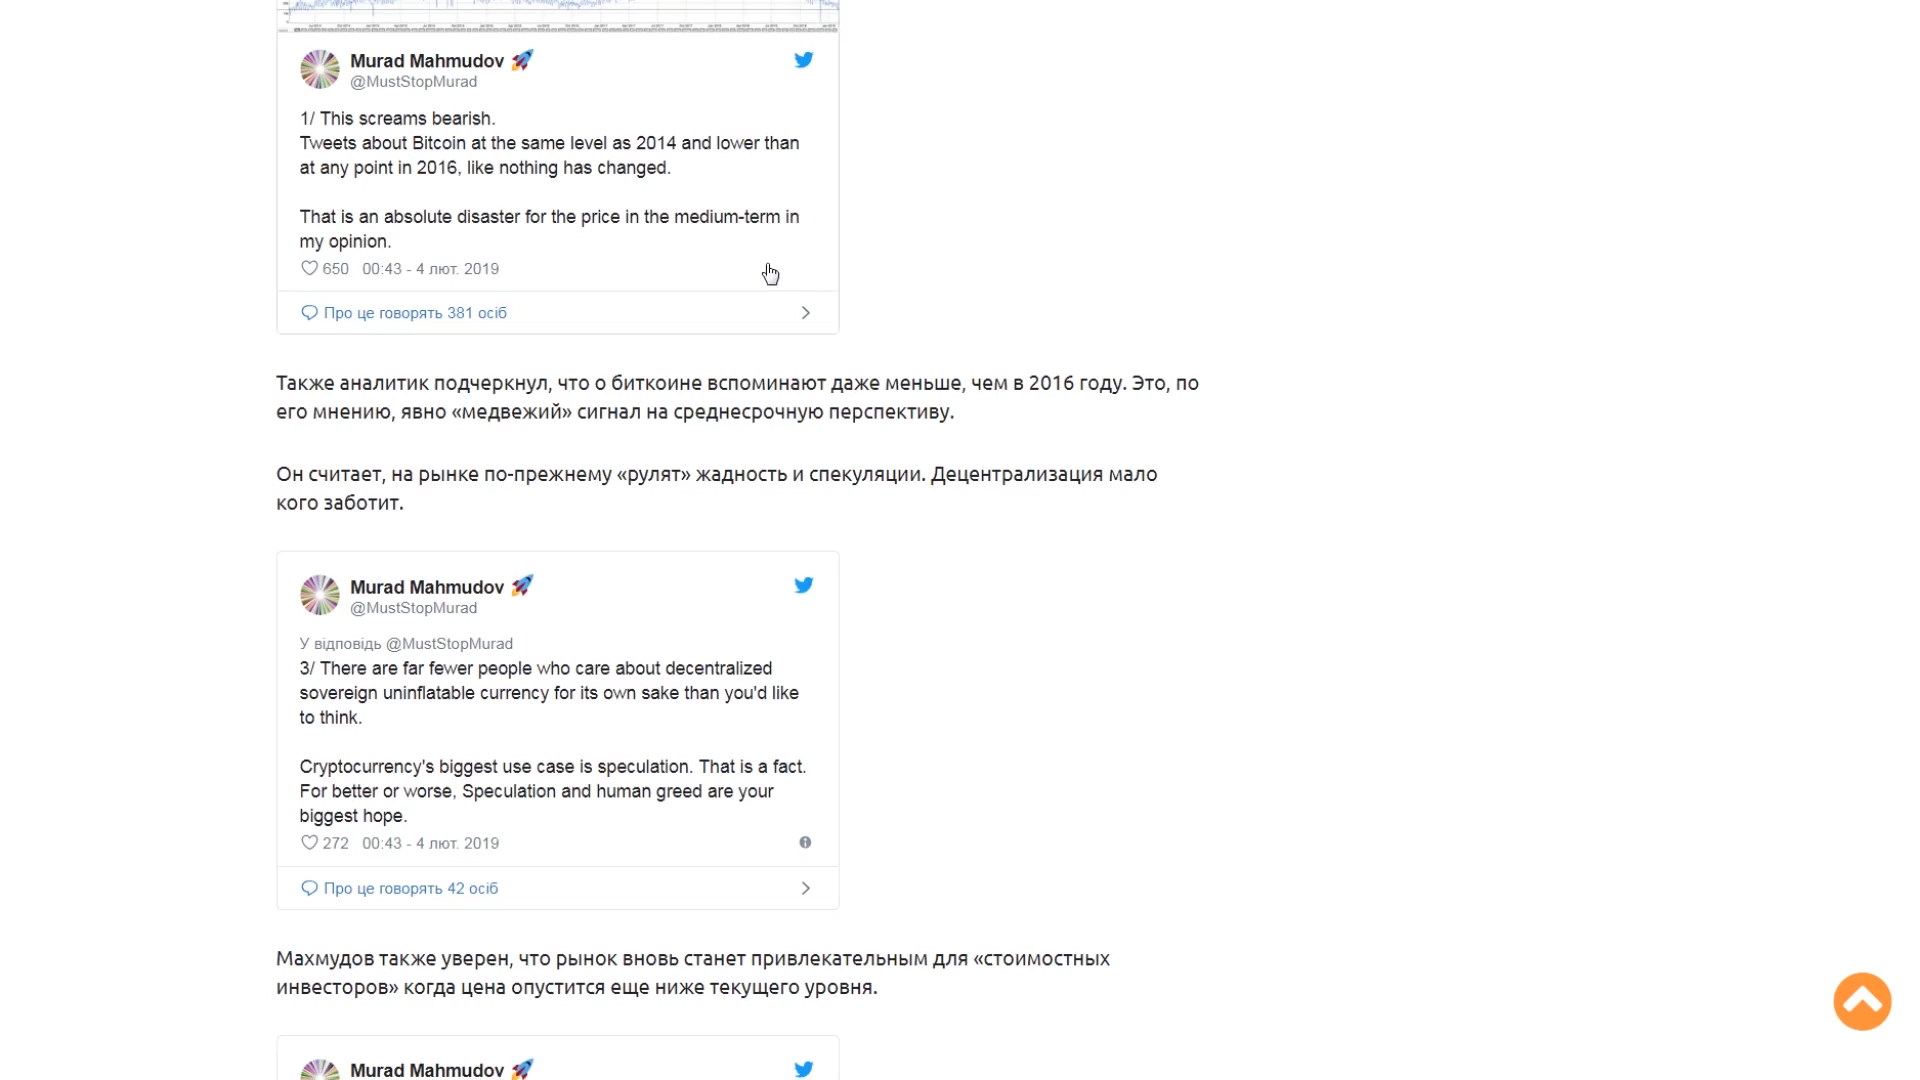 Murad Mahmudov 🚀
@MustStopMurad
1/ This screams bearish.
Tweets about Bitcoin at the same level as 2014 and lower than
at any point in 2016, like nothing has changed.
That is an absolute disaster for the price in the medium-term in
my opinion.
650 00:43 - 4 лют. 2019
Про це говорять 381 осіб
Также аналитик подчеркнул, что о биткоине вспоминают даже меньше, чем в 2016 году. Это, по
его мнению, явно «медвежий» сигнал на среднесрочную перспективу.
Он считает, на рынке по-прежнему «рулят» жадность и спекуляции. Децентрализация мало
кого заботит.
Murad Mahmudov 🚀
@MustStopMurad
У відповідь @MustStopMurad
3/ There are far fewer people who care about decentralized
sovereign uninflatable currency for its own sake than you'd like
to think.
Cryptocurrency's biggest use case is speculation. That is a fact.
For better or worse, Speculation and human greed are your
biggest hope.
272 00:43 - 4 лют. 2019
Про це говорять 42 осіб
Махмудов также уверен, что рынок вновь станет привлекательным для «стоимостных
инвесторов» когда цена опустится еще ниже текущего уровня.
Murad Mahmudov 🚀